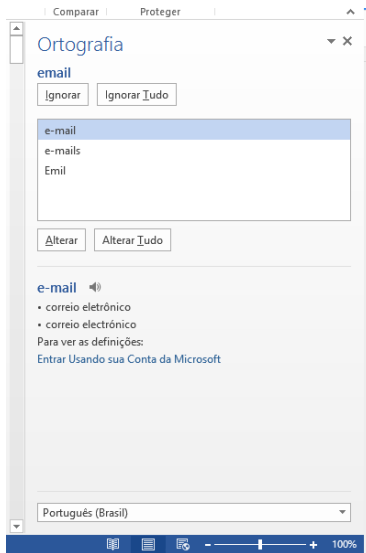 Comparar Proteger
Ortografia
email
Ignorar Ignorar Tudo
e-mail
e-mails
Emil
Alterar Alterar Tudo
e-mail
• correio eletrônico
• correio electrónico
Para ver as definições:
Entrar Usando sua Conta da Microsoft
Português (Brasil)
100%